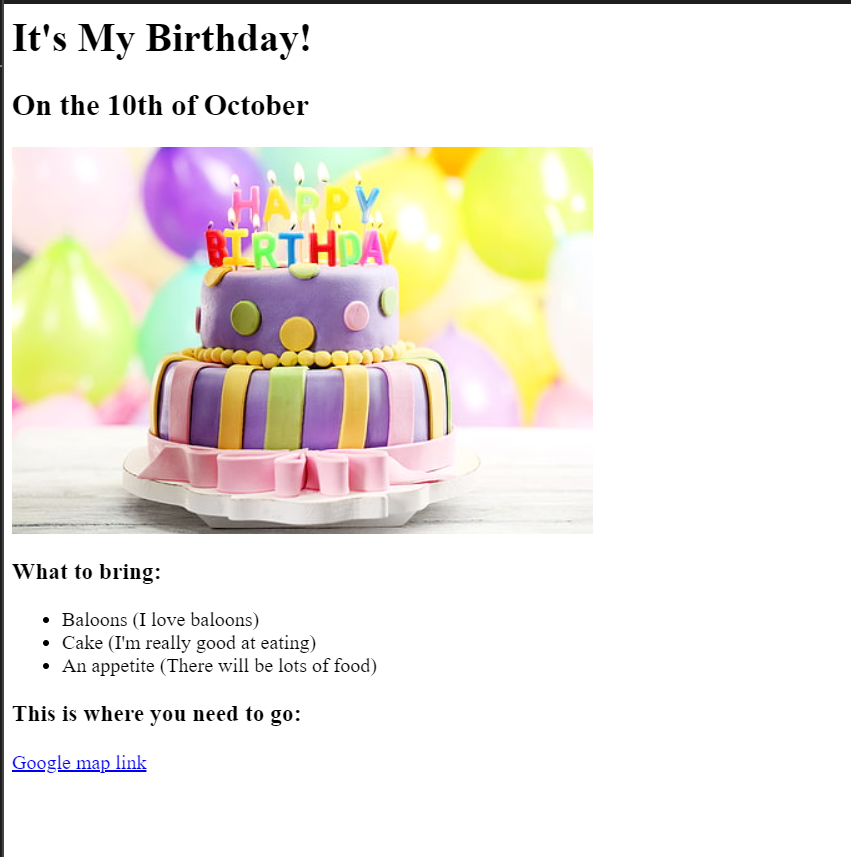 It's My Birthday!
On the 10th of October
HAPPY
BIRTHDAY
What to bring:
Baloons (I love baloons)
Cake (I'm really good at eating)
An appetite (There will be lots of food)
This is where you need to go:
Google map link